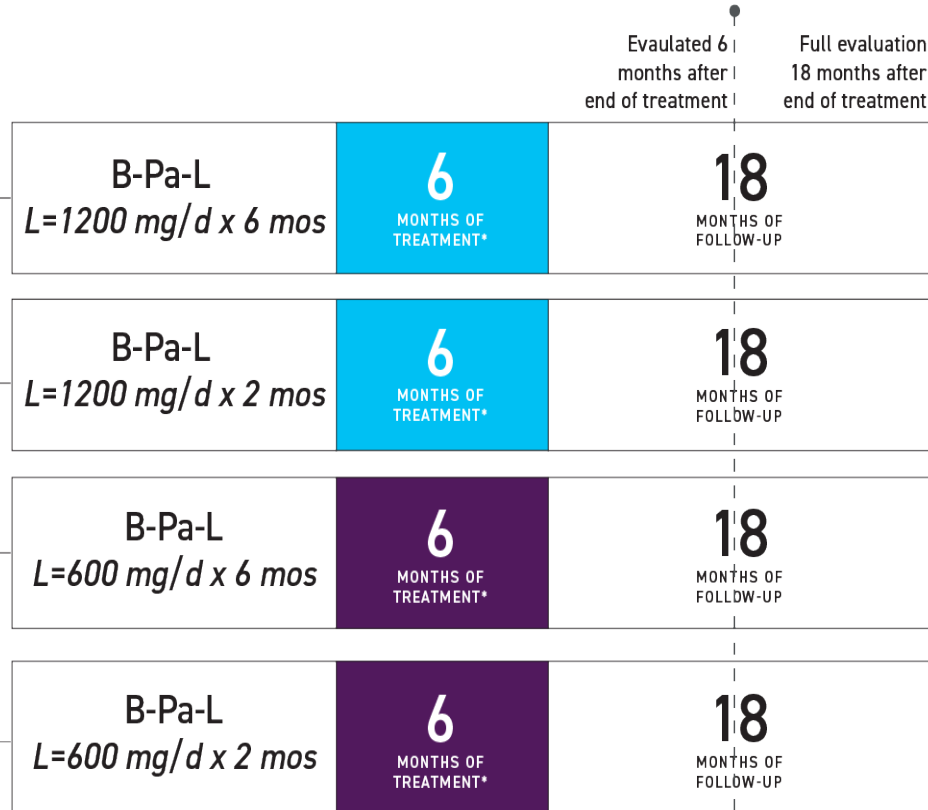 Evaulated 6
months after
end of treatment
Full evaluation
18 months after
end of treatment
B-Pa-L
L=1200 mg/d x 6 mos
6
MONTHS OF
TREATMENT*
18
MONTHS OF
FOLLOW-UP
B-Pa-L
L=1200 mg/d x 2 mos
6
MONTHS OF
TREATMENT*
18
MONTHS OF
FOLLOW-UP
B-Pa-L
L=600 mg/d x 6 mos
6
MONTHS OF
TREATMENT*
18
MONTHS OF
FOLLOW-UP
B-Pa-L
L=600 mg/d x 2 mos
6
MONTHS OF
TREATMENT*
18
MONTHS OF
FOLLOW-UP